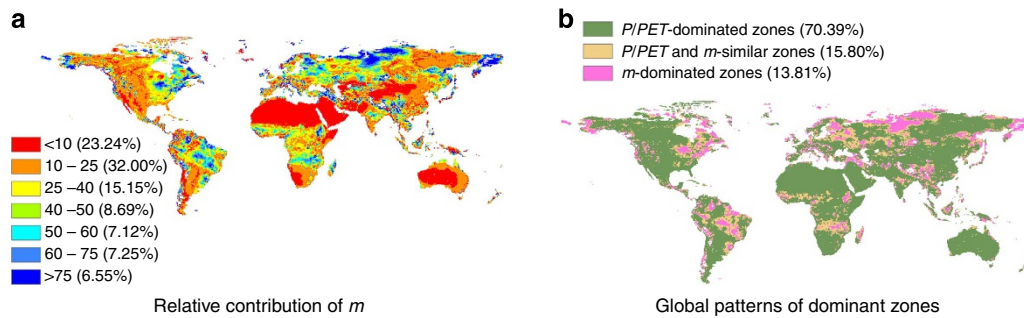 a
<10 (23.24%)
10 – 25 (32.00%)
25 –40 (15.15%)
40 –50 (8.69%)
50 – 60 (7.12%)
60 – 75 (7.25%)
>75 (6.55%)
Relative contribution of m
b
P/PET-dominated zones (70.39%)
P/PET and m-similar zones (15.80%)
m-dominated zones (13.81%)
Global patterns of dominant zones